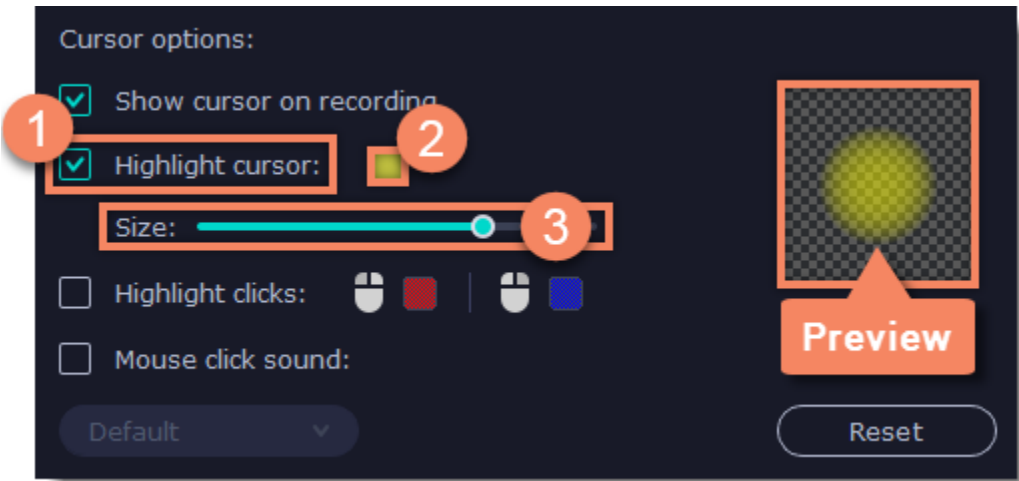 Cursor options:
Show cursor on recording
1
2
Highlight cursor:
Size:
3
Highlight clicks:
Preview
Mouse click sound:
Default
Reset